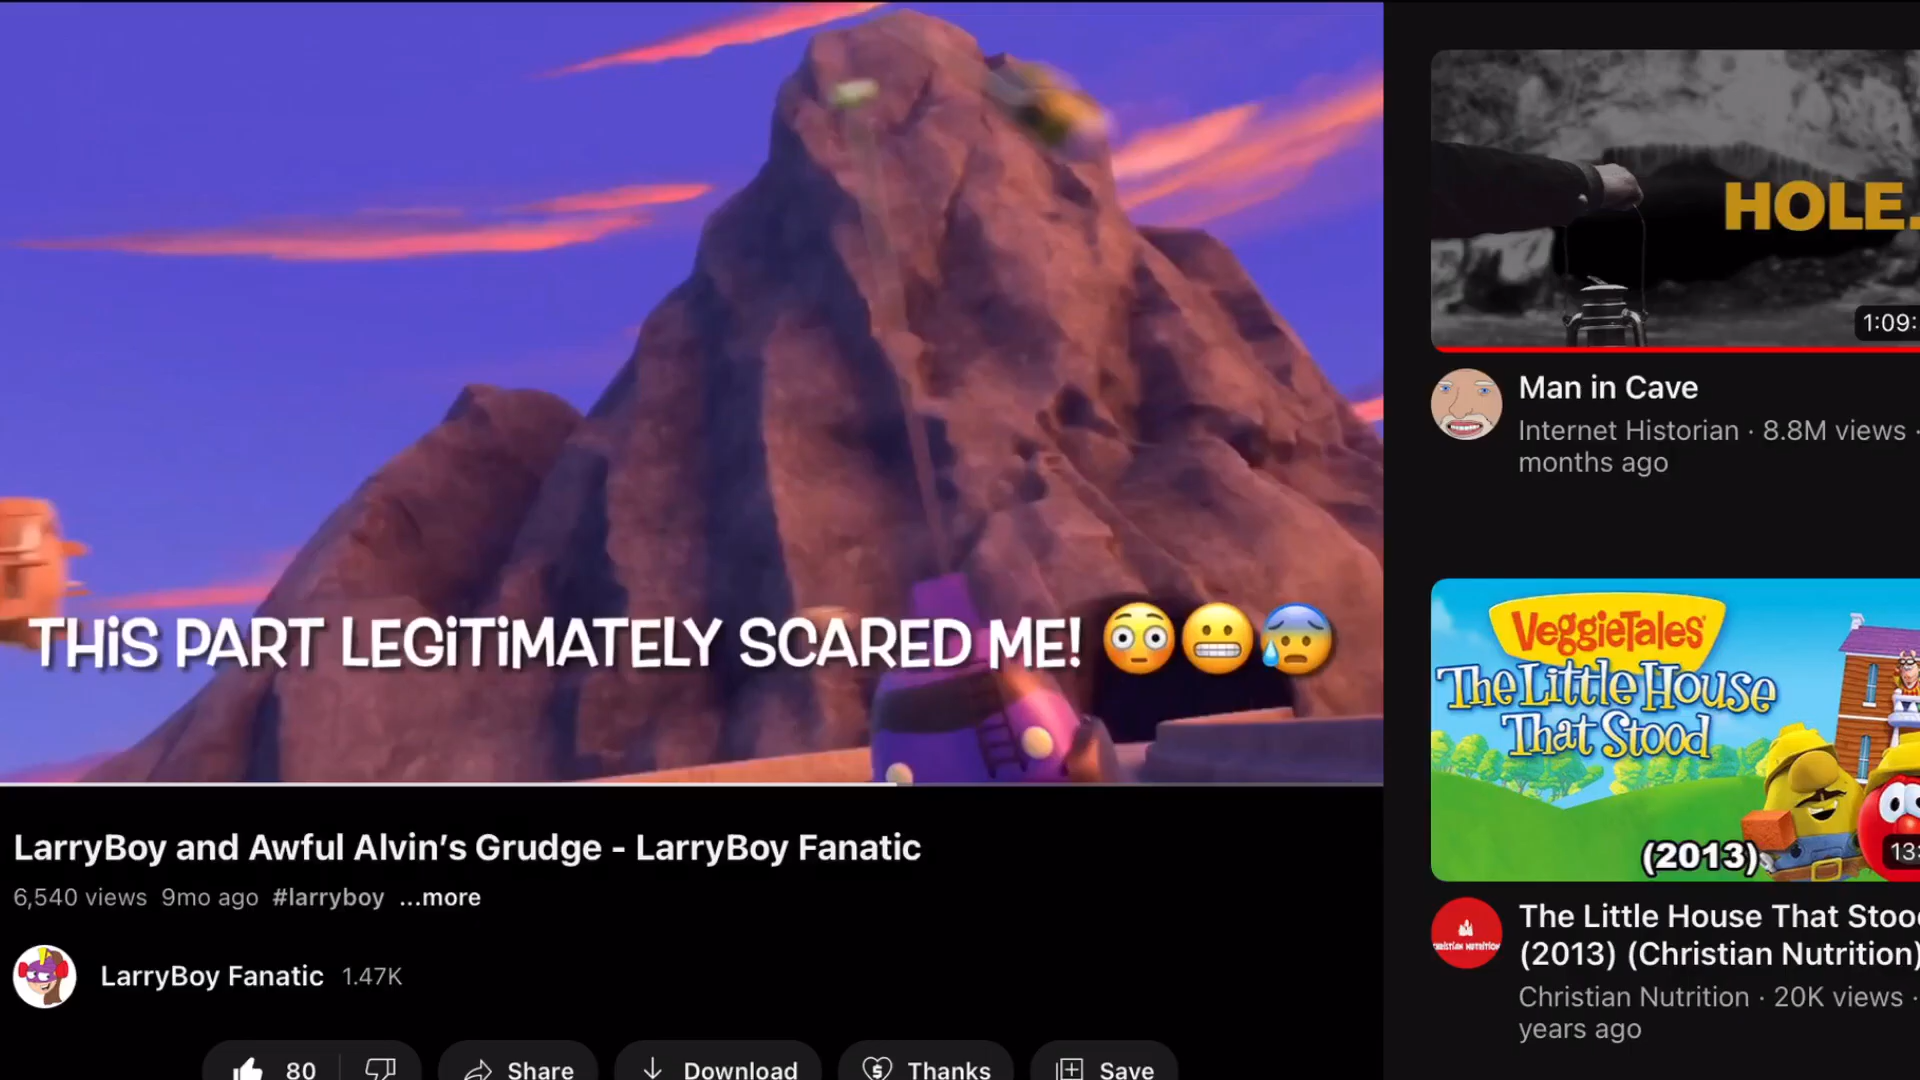 THiS PART LEGiTiMATELY SCARED ME! 😳😬😰
LarryBoy and Awful Alvin’s Grudge - LarryBoy Fanatic
6,540 views 9mo ago #larryboy ...more
LarryBoy Fanatic 1.47K
80
Share
Download
Thanks
Save
HOLE.
1:09:
Man in Cave
Internet Historian · 8.8M views ·
months ago
VeggieTales
The Little House
That Stood
(2013)
13:
CHRISTIAN NUTRITION
The Little House That Stood
(2013) (Christian Nutrition)
Christian Nutrition · 20K views ·
years ago